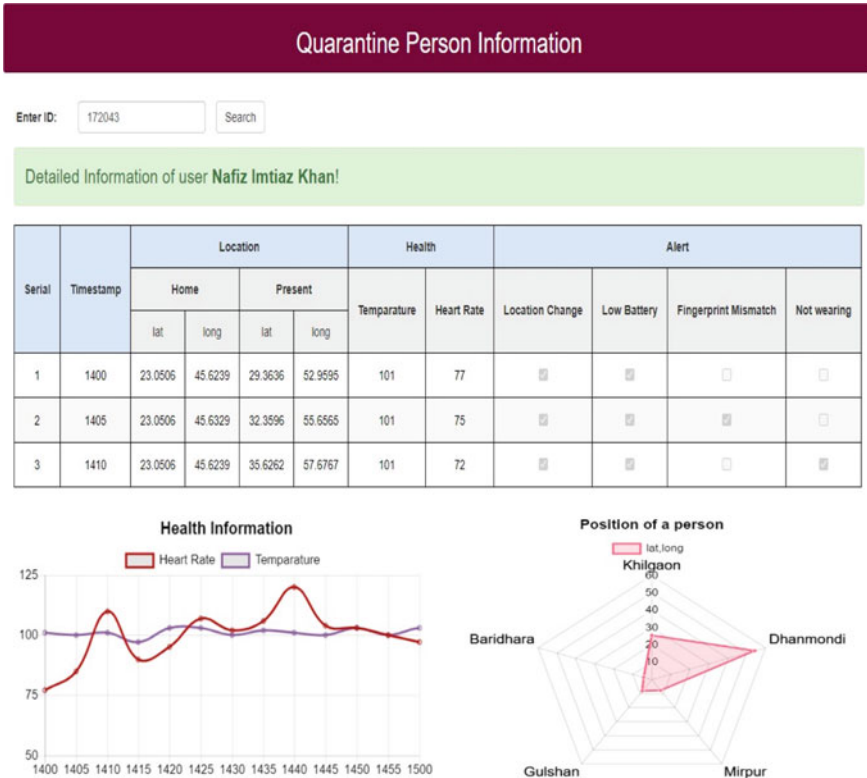 Quarantine Person Information
Enter ID: 172043 Search
Detailed Information of user Nafiz Imtiaz Khan!
Serial Timestamp Location Health Alert
Home Present Temparature Heart Rate Location Change Low Battery Fingerprint Mismatch Not wearing
lat long lat long
1 1400 23.0506 45.6239 29.3636 52.9595 101 77
2 1405 23.0506 45.6329 32.3596 55.6565 101 75
3 1410 23.0506 45.6239 35.6262 57.6767 101 72
Health Information
Heart Rate Temparature
125
100
75
50
1400 1405 1410 1415 1420 1425 1430 1435 1440 1445 1450 1455 1500
Position of a person
lat,long
Khilgaon
60
50
40
30
20
10
Baridhara Dhanmondi
Gulshan Mirpur